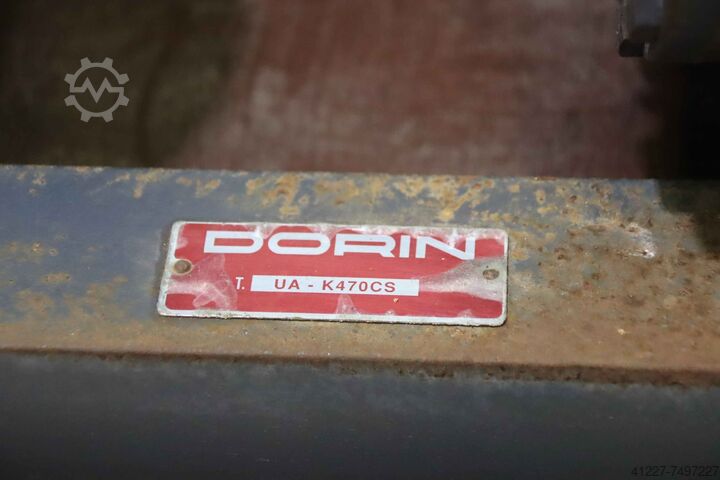 DORIN
T. UA - K470CS
41227-7497227